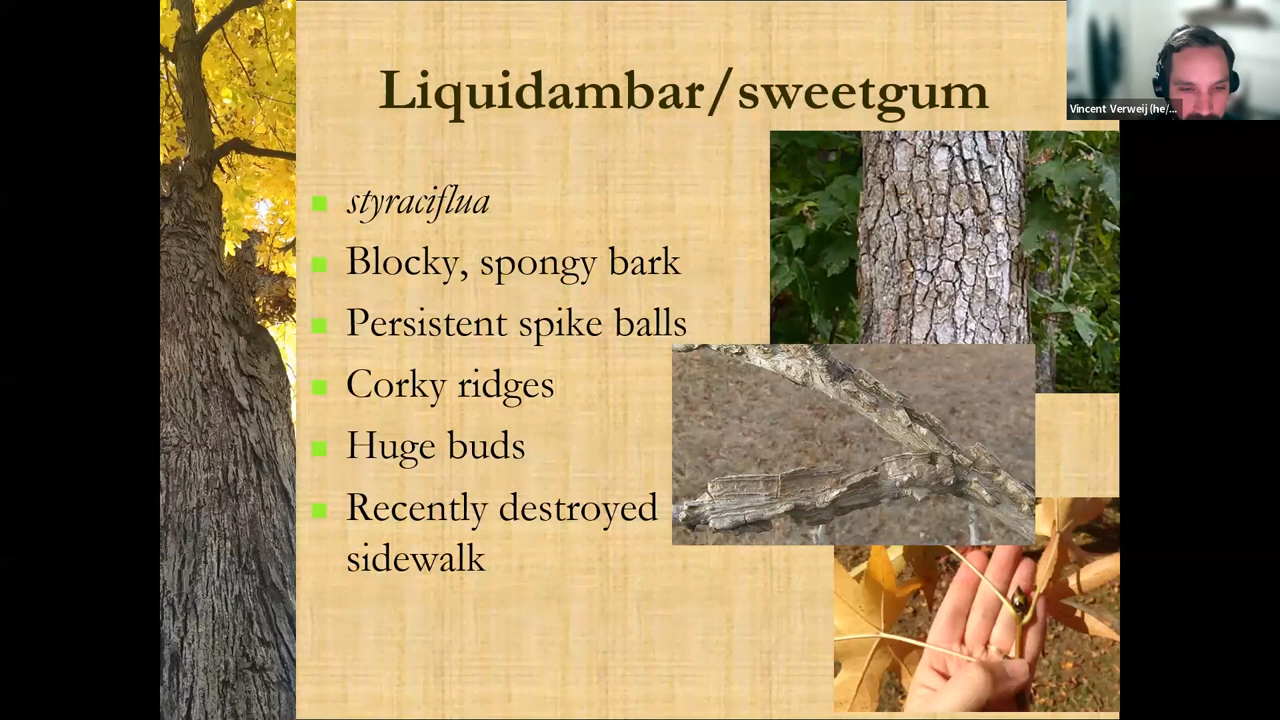 Liquidambar/sweetgum
styraciflua
Blocky, spongy bark
Persistent spike balls
Corky ridges
Huge buds
Recently destroyed
sidewalk
Vincent Verweij (he/...